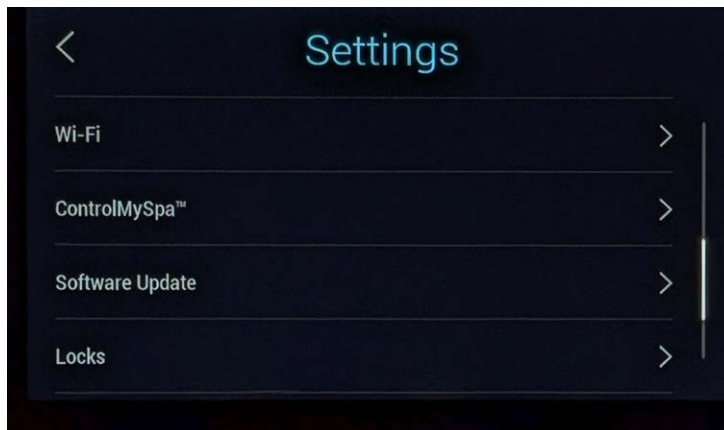 Settings
Wi-Fi
ControlMySpa™
Software Update
Locks